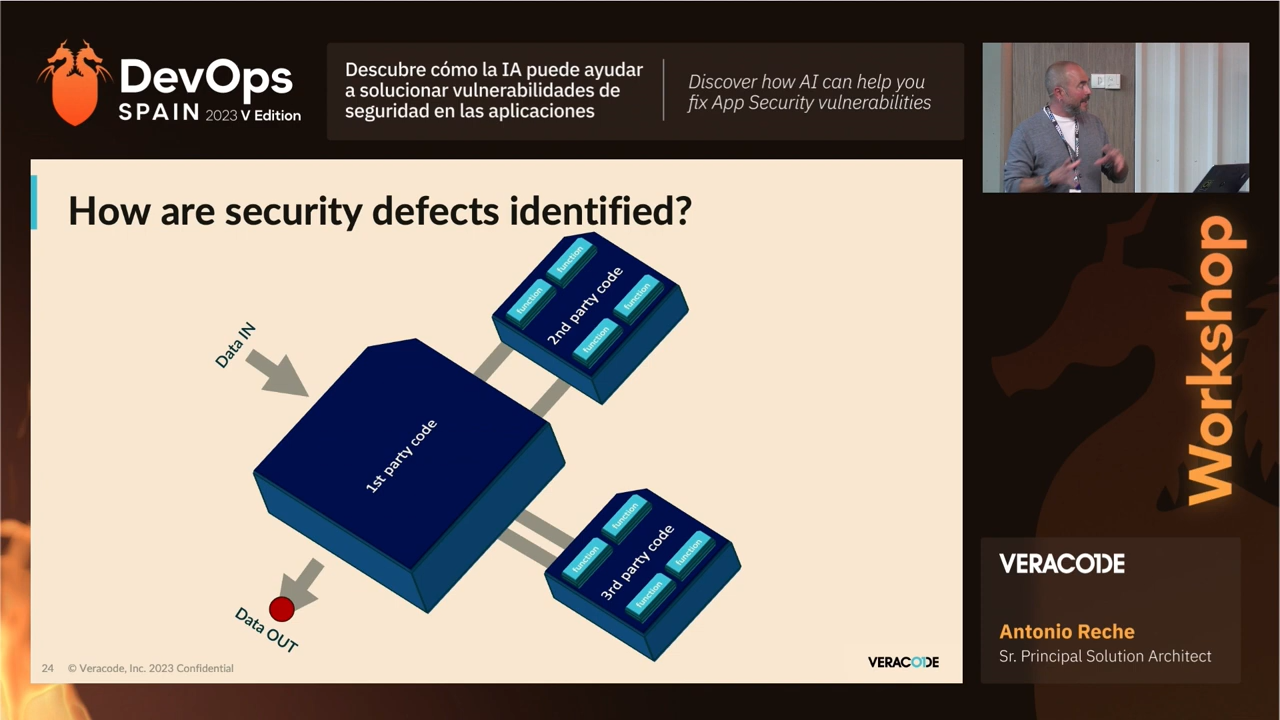 DevOps
SPAIN 2023 V Edition
Descubre cómo la IA puede ayudar
a solucionar vulnerabilidades de
seguridad en las aplicaciones
Discover how AI can help you
fix App Security vulnerabilities
How are security defects identified?
Data IN
1st party code
function
function
2nd party code
function
function
function
function
3rd party code
function
function
Data OUT
24 © Veracode, Inc. 2023 Confidential
VERACODE
Workshop
VERACODE
Antonio Reche
Sr. Principal Solution Architect